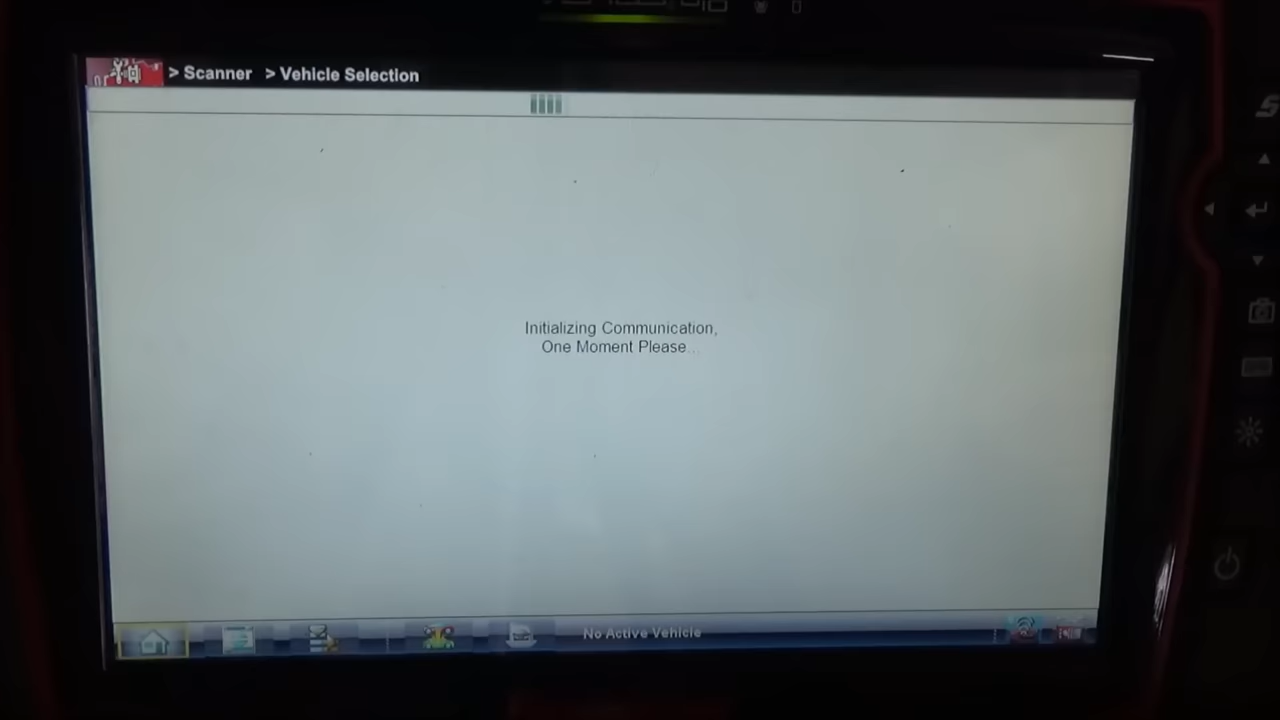 > Scanner > Vehicle Selection
Initializing Communication,
One Moment Please...
No Active Vehicle